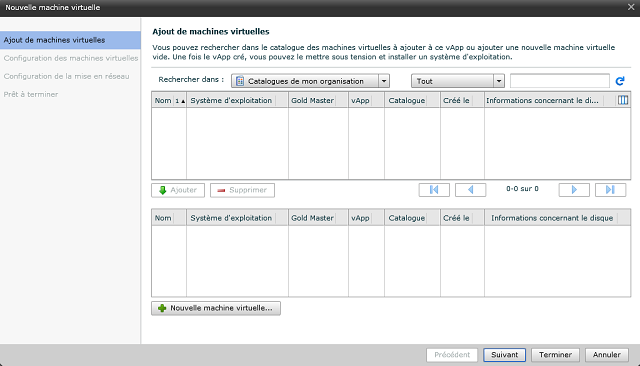 Nouvelle machine virtuelle
Ajout de machines virtuelles
Configuration des machines virtuelles
Configuration de la mise en réseau
Prêt à terminer
Ajout de machines virtuelles
Vous pouvez rechercher dans le catalogue des machines virtuelles à ajouter à ce vApp ou ajouter une nouvelle machine virtuelle
vide. Une fois le vApp cré, vous pouvez le mettre sous tension et installer un système d'exploitation.
Rechercher dans : Catalogues de mon organisation Tout
Nom 1 ▲ Système d'exploitation Gold Master vApp Catalogue Créé le Informations concernant le di...
Ajouter Supprimer 0-0 sur 0
Nom Système d'exploitation Gold Master vApp Catalogue Créé le Informations concernant le disque
Nouvelle machine virtuelle...
Précédent Suivant Terminer Annuler